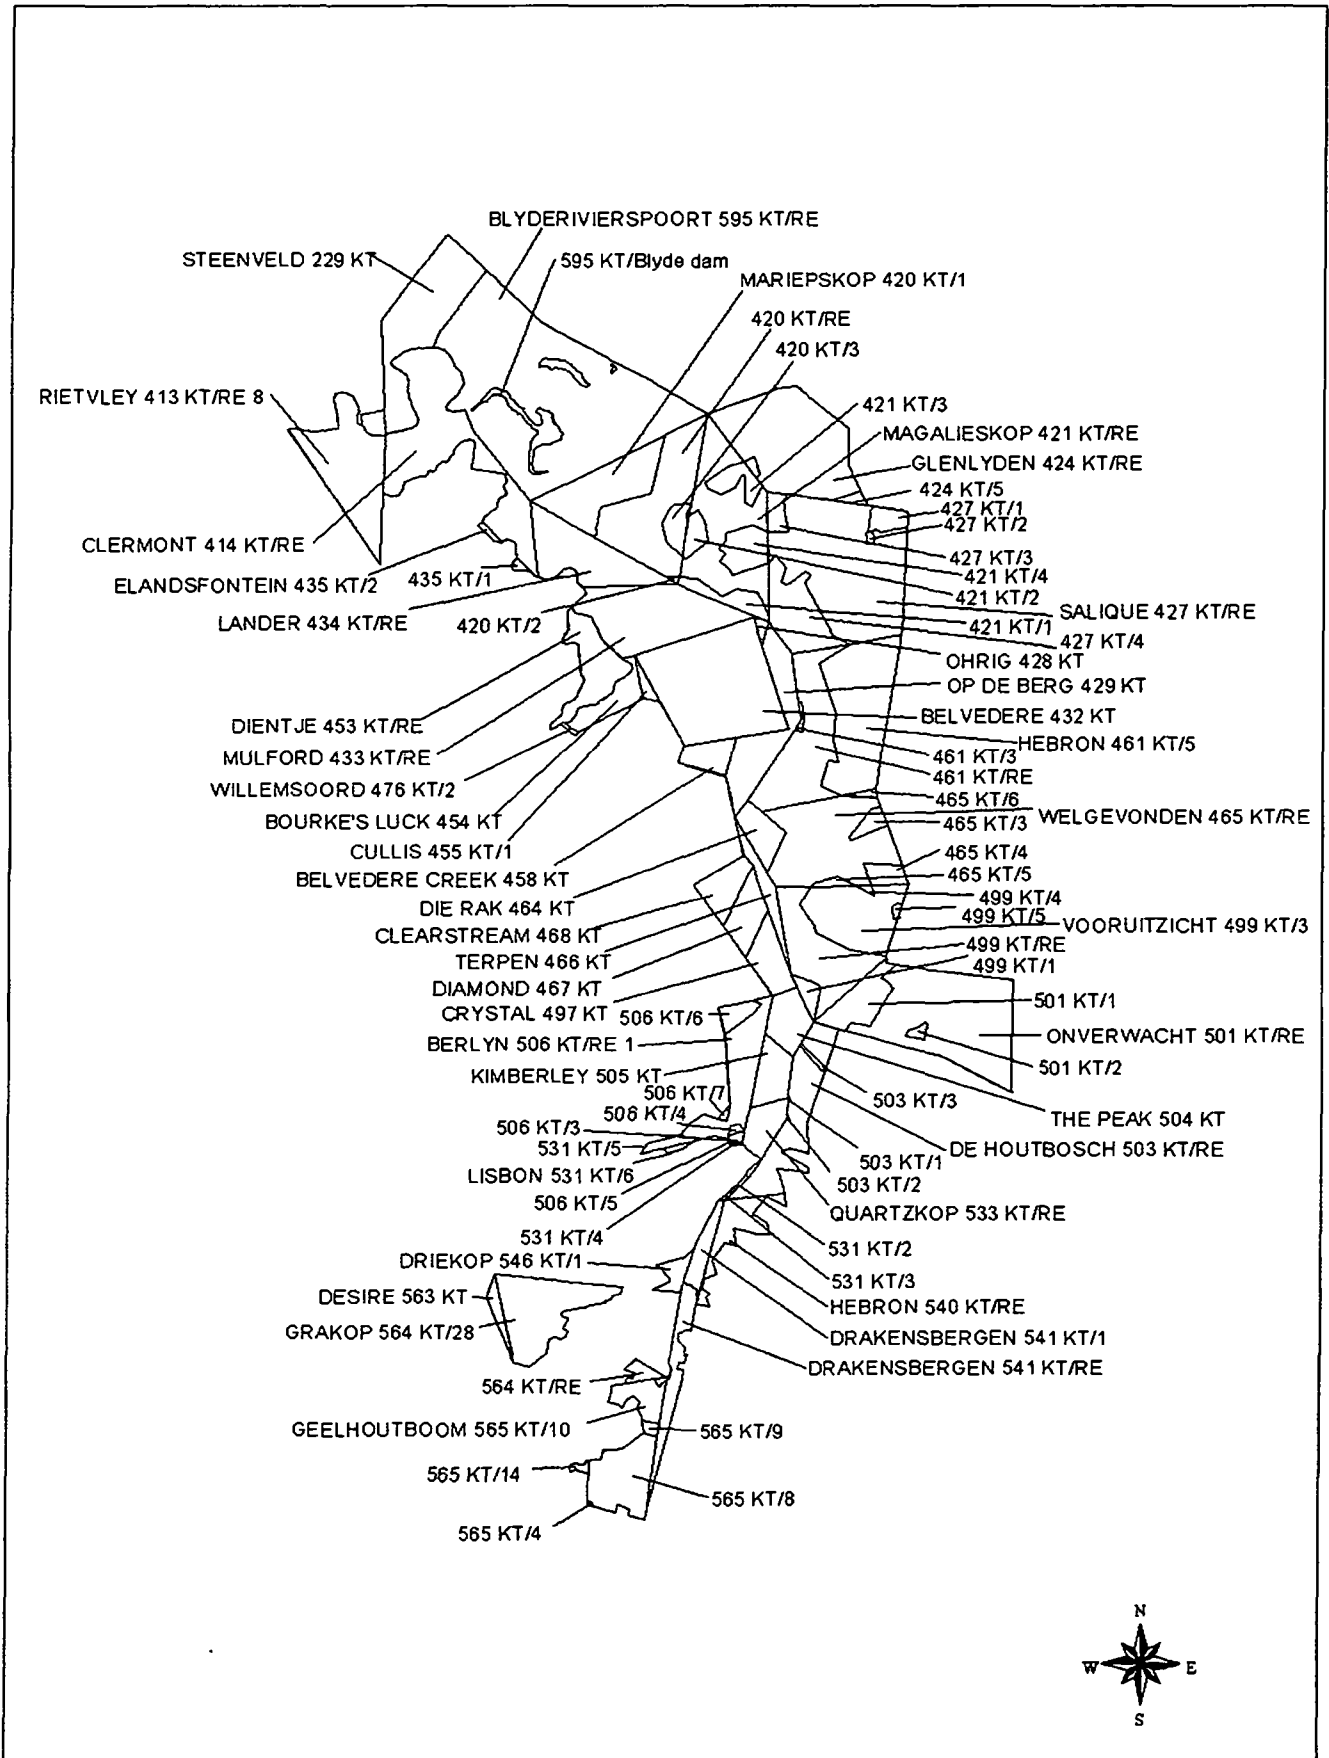 BLYDERIVIERSPOORT 595 KT/RE
STEENVELD 229 KT
595 KT/Blyde dam
MARIEPSKOP 420 KT/1
420 KT/RE
420 KT/3
RIETVLEY 413 KT/RE 8
421 KT/3
MAGALIESKOP 421 KT/RE
GLENLYDEN 424 KT/RE
424 KT/5
427 KT/1
427 KT/2
CLERMONT 414 KT/RE
427 KT/3
ELANDSFONTEIN 435 KT/2
435 KT/1
421 KT/4
421 KT/2
SALIQUE 427 KT/RE
LANDER 434 KT/RE
420 KT/2
421 KT/1
427 KT/4
OHRIG 428 KT
OP DE BERG 429 KT
DIENTJE 453 KT/RE
BELVEDERE 432 KT
HEBRON 461 KT/5
MULFORD 433 KT/RE
461 KT/3
461 KT/RE
WILLEMSOORD 476 KT/2
465 KT/6
WELGEVONDEN 465 KT/RE
BOURKE'S LUCK 454 KT
465 KT/3
CULLIS 455 KT/1
465 KT/4
BELVEDERE CREEK 458 KT
465 KT/5
499 KT/4
DIE RAK 464 KT
499 KT/5
VOORUITZICHT 499 KT/3
CLEARSTREAM 468 KT
499 KT/RE
TERPEN 466 KT
499 KT/1
DIAMOND 467 KT
501 KT/1
CRYSTAL 497 KT
506 KT/6
ONVERWACHT 501 KT/RE
BERLYN 506 KT/RE 1
501 KT/2
KIMBERLEY 505 KT
506 KT/7
503 KT/3
506 KT/4
THE PEAK 504 KT
506 KT/3
531 KT/5
DE HOUTBOSCH 503 KT/RE
503 KT/1
LISBON 531 KT/6
503 KT/2
506 KT/5
QUARTZKOP 533 KT/RE
531 KT/4
531 KT/2
DRIEKOP 546 KT/1
531 KT/3
DESIRE 563 KT
HEBRON 540 KT/RE
GRAKOP 564 KT/28
DRAKENSBERGEN 541 KT/1
DRAKENSBERGEN 541 KT/RE
564 KT/RE
GEELHOUTBOOM 565 KT/10
565 KT/9
565 KT/14
565 KT/8
565 KT/4
N
W
E
S